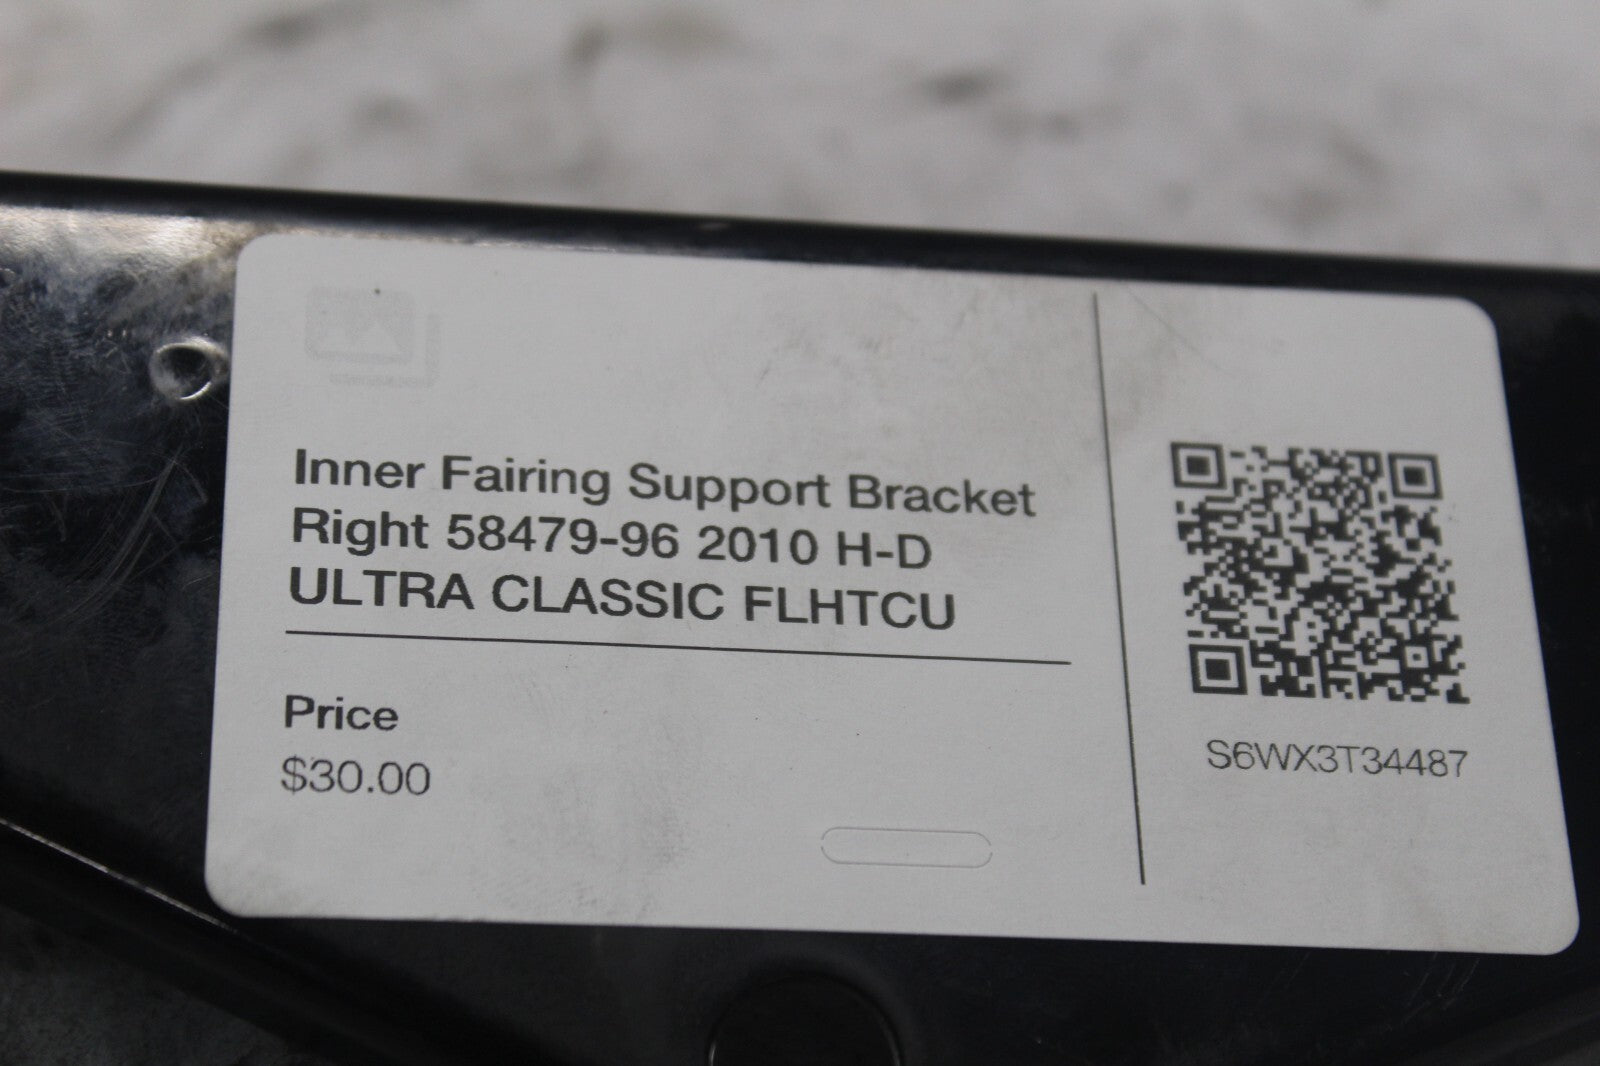 Inner Fairing Support Bracket
Right 58479-96 2010 H-D
ULTRA CLASSIC FLHTCU
Price
$30.00
S6WX3T34487